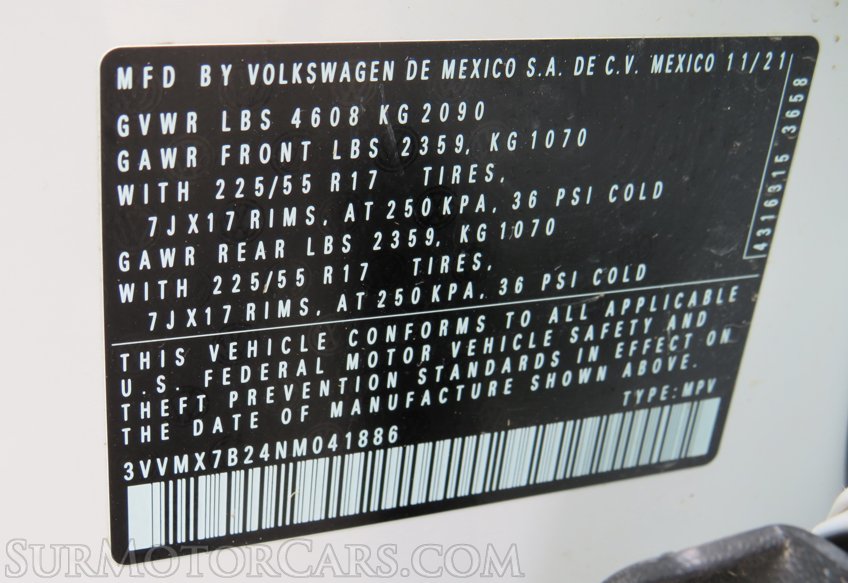 MFD BY VOLKSWAGEN DE MEXICO S.A. DE C.V. MEXICO 11/21
GVWR LBS 4608 KG 2090
GAWR FRONT LBS 2359, KG 1070
WITH 225/55 R17 TIRES,
7JX17 RIMS, AT 250 KPA, 36 PSI COLD
GAWR REAR LBS 2359, KG 1070
WITH 225/55 R17 TIRES,
7JX17 RIMS, AT 250 KPA, 36 PSI COLD
4316315 3658
THIS VEHICLE CONFORMS TO ALL APPLICABLE
U.S. FEDERAL MOTOR VEHICLE SAFETY AND
THEFT PREVENTION STANDARDS IN EFFECT ON
THE DATE OF MANUFACTURE SHOWN ABOVE.
TYPE: MPV
3VVMX7B24NM041886
SURMOTORCARS.COM